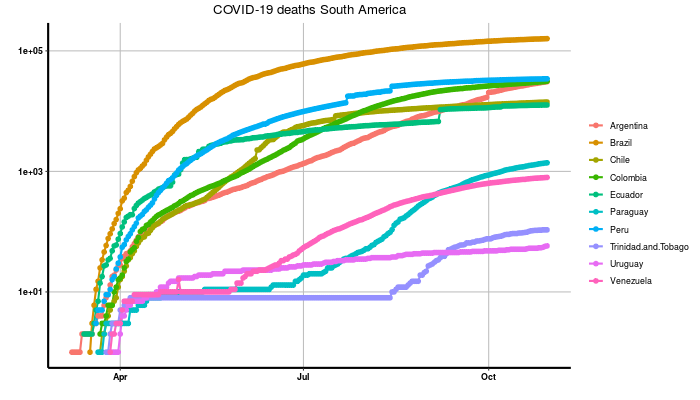 COVID-19 deaths South America
1e+05
1e+03
1e+01
Apr
Jul
Oct
Argentina
Brazil
Chile
Colombia
Ecuador
Paraguay
Peru
Trinidad.and.Tobago
Uruguay
Venezuela